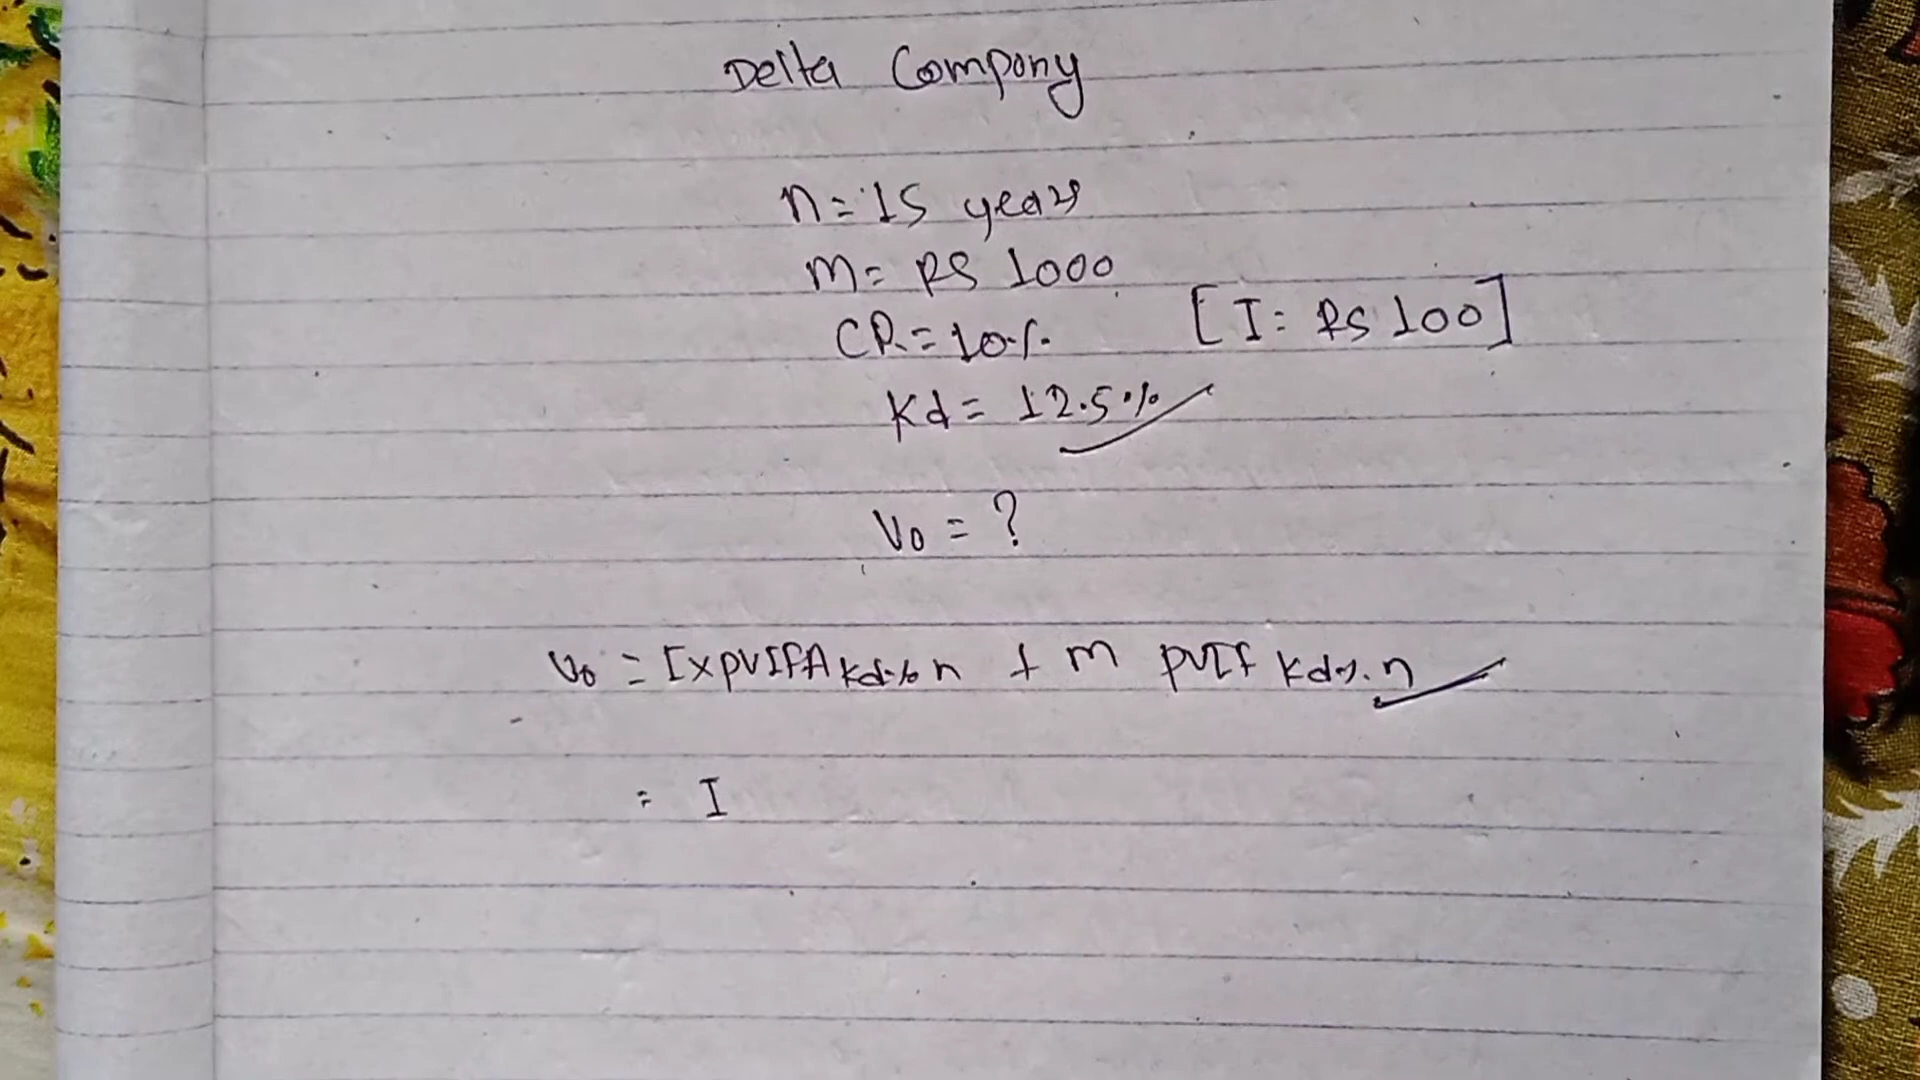 Delta Company
n = 15 years
M = RS 1000
CR = 10% [I = RS 100]
Kd = 12.5%
V0 = ?
V0 = I x PVIFA Kd% n + M PVIF Kd%. n
= I